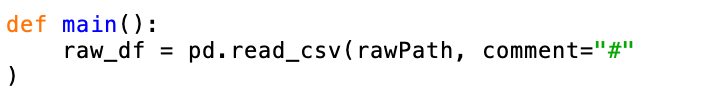 def main():
    raw_df = pd.read_csv(rawPath, comment="#"
)